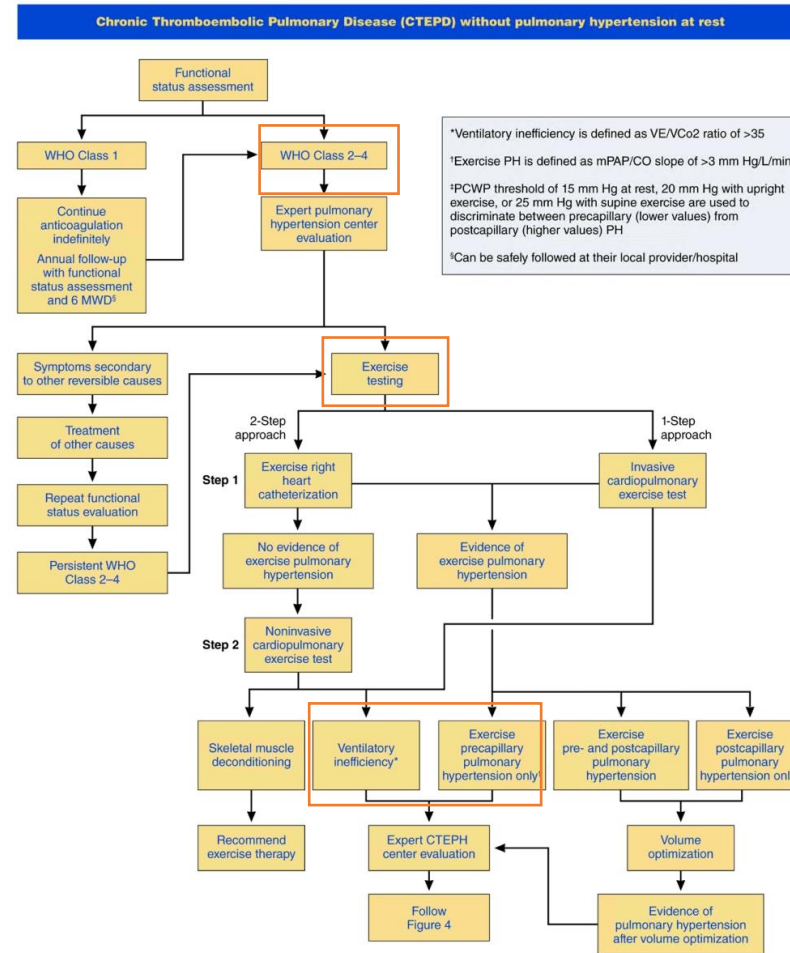 Chronic Thromboembolic Pulmonary Disease (CTEPD) without pulmonary hypertension at rest
Functional
status assessment
WHO Class 1
WHO Class 2–4
*Ventilatory inefficiency is defined as VE/VCo2 ratio of >35
†Exercise PH is defined as mPAP/CO slope of >3 mm Hg/L/min
‡PCWP threshold of 15 mm Hg at rest, 20 mm Hg with upright
exercise, or 25 mm Hg with supine exercise are used to
discriminate between precapillary (lower values) from
postcapillary (higher values) PH
§Can be safely followed at their local provider/hospital
Continue
anticoagulation
indefinitely
Annual follow-up
with functional
status assessment
and 6 MWD§
Expert pulmonary
hypertension center
evaluation
Symptoms secondary
to other reversible causes
Exercise
testing
Treatment
of other causes
2-Step
approach
1-Step
approach
Step 1
Exercise right
heart
catheterization
Invasive
cardiopulmonary
exercise test
Repeat functional
status evaluation
Persistent WHO
Class 2–4
No evidence of
exercise pulmonary
hypertension
Evidence of
exercise pulmonary
hypertension
Step 2
Noninvasive
cardiopulmonary
exercise test
Skeletal muscle
deconditioning
Ventilatory
inefficiency*
Exercise
precapillary
pulmonary
hypertension only
Exercise
pre- and postcapillary
pulmonary
hypertension
Exercise
postcapillary
pulmonary
hypertension
Recommend
exercise therapy
Expert CTEPH
center evaluation
Volume
optimization
Follow
Figure 4
Evidence of
pulmonary hypertension
after volume optimization